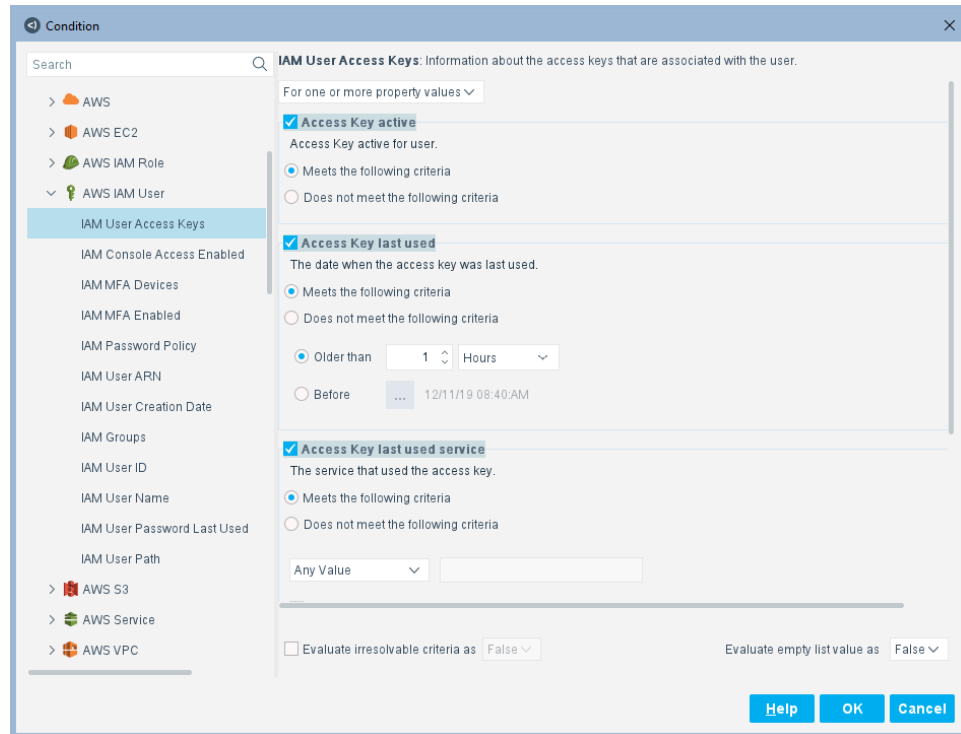 Condition
Search
AWS
AWS EC2
AWS IAM Role
AWS IAM User
IAM User Access Keys
IAM Console Access Enabled
IAM MFA Devices
IAM MFA Enabled
IAM Password Policy
IAM User ARN
IAM User Creation Date
IAM Groups
IAM User ID
IAM User Name
IAM User Password Last Used
IAM User Path
AWS S3
AWS Service
AWS VPC
IAM User Access Keys: Information about the access keys that are associated with the user.
For one or more property values
Access Key active
Access Key active for user.
Meets the following criteria
Does not meet the following criteria
Access Key last used
The date when the access key was last used.
Meets the following criteria
Does not meet the following criteria
Older than 1 Hours
Before ... 12/11/19 08:40:AM
Access Key last used service
The service that used the access key.
Meets the following criteria
Does not meet the following criteria
Any Value
Evaluate irresolvable criteria as False Evaluate empty list value as False
Help OK Cancel